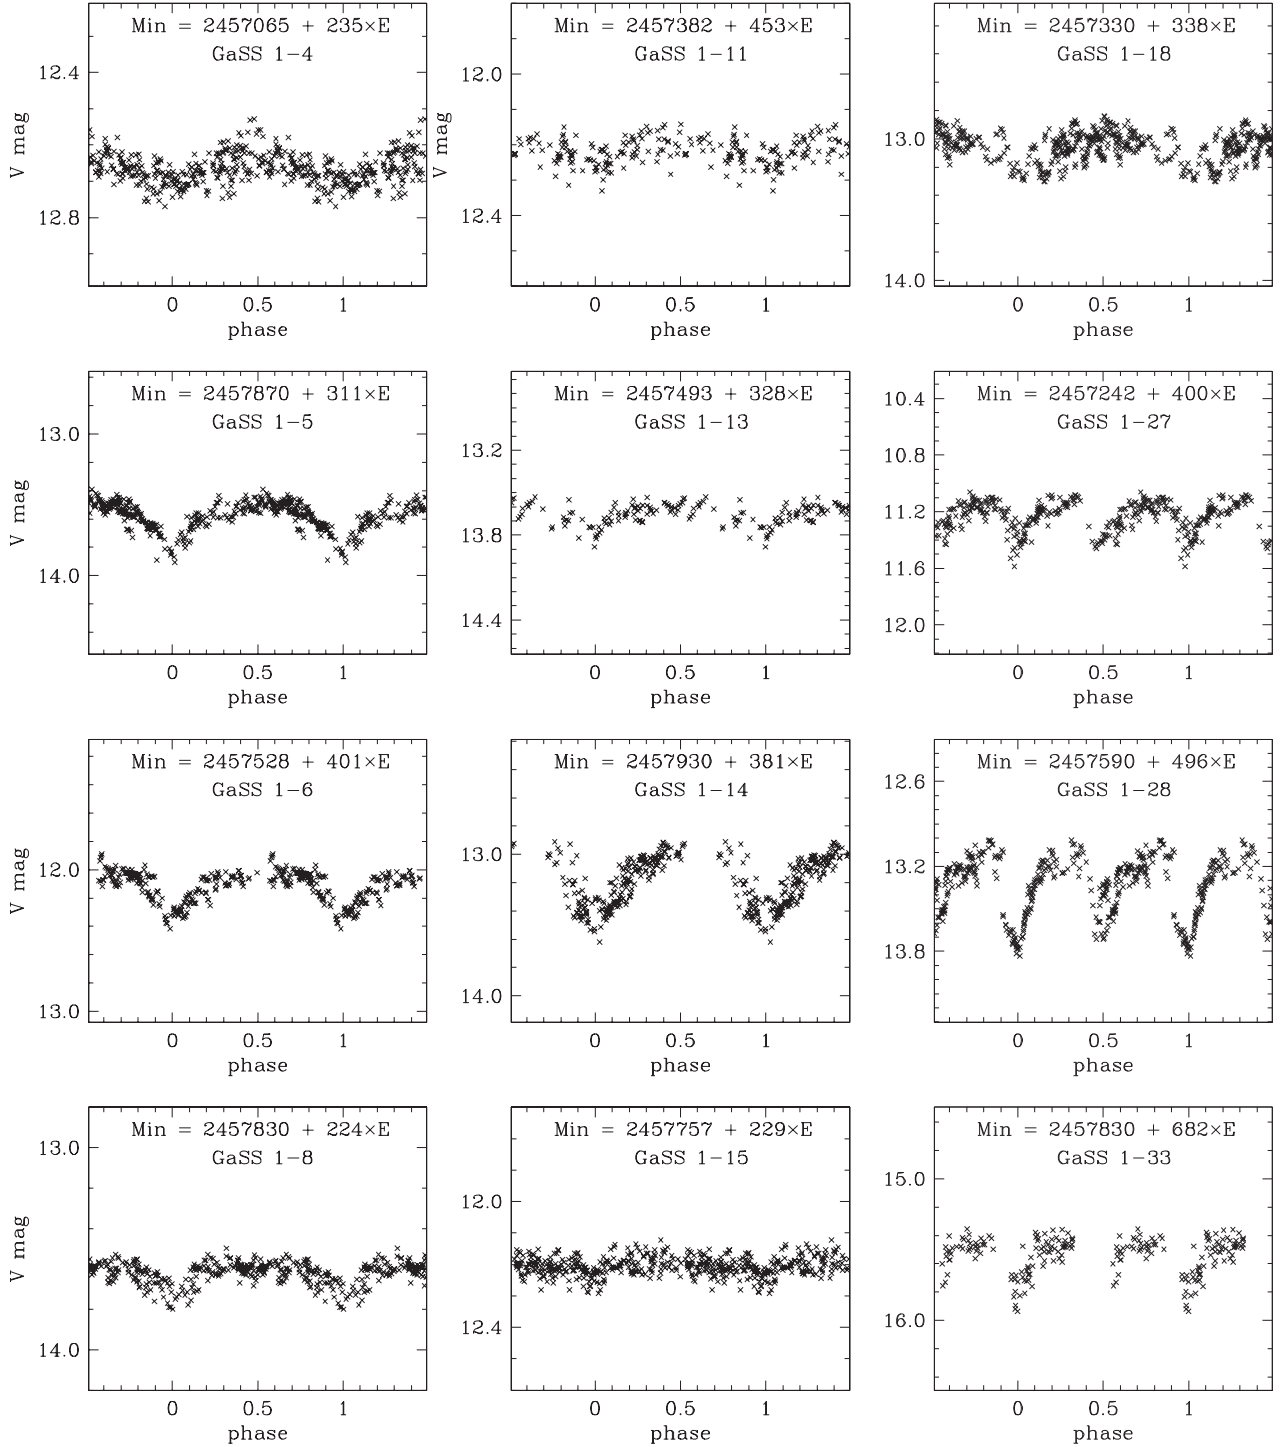 Min = 2457065 + 235×E
GaSS 1−4
12.4
12.8
V mag
0
0.5
1
phase
Min = 2457382 + 453×E
GaSS 1−11
12.0
12.4
V mag
0
0.5
1
phase
Min = 2457330 + 338×E
GaSS 1−18
13.0
14.0
0
0.5
1
phase
Min = 2457870 + 311×E
GaSS 1−5
13.0
14.0
V mag
0
0.5
1
phase
Min = 2457493 + 328×E
GaSS 1−13
13.2
13.8
14.4
0
0.5
1
phase
Min = 2457242 + 400×E
GaSS 1−27
10.4
10.8
11.2
11.6
12.0
0
0.5
1
phase
Min = 2457528 + 401×E
GaSS 1−6
12.0
13.0
V mag
0
0.5
1
phase
Min = 2457930 + 381×E
GaSS 1−14
13.0
14.0
0
0.5
1
phase
Min = 2457590 + 496×E
GaSS 1−28
12.6
13.2
13.8
0
0.5
1
phase
Min = 2457830 + 224×E
GaSS 1−8
13.0
14.0
V mag
0
0.5
1
phase
Min = 2457757 + 229×E
GaSS 1−15
12.0
12.4
0
0.5
1
phase
Min = 2457830 + 682×E
GaSS 1−33
15.0
16.0
0
0.5
1
phase